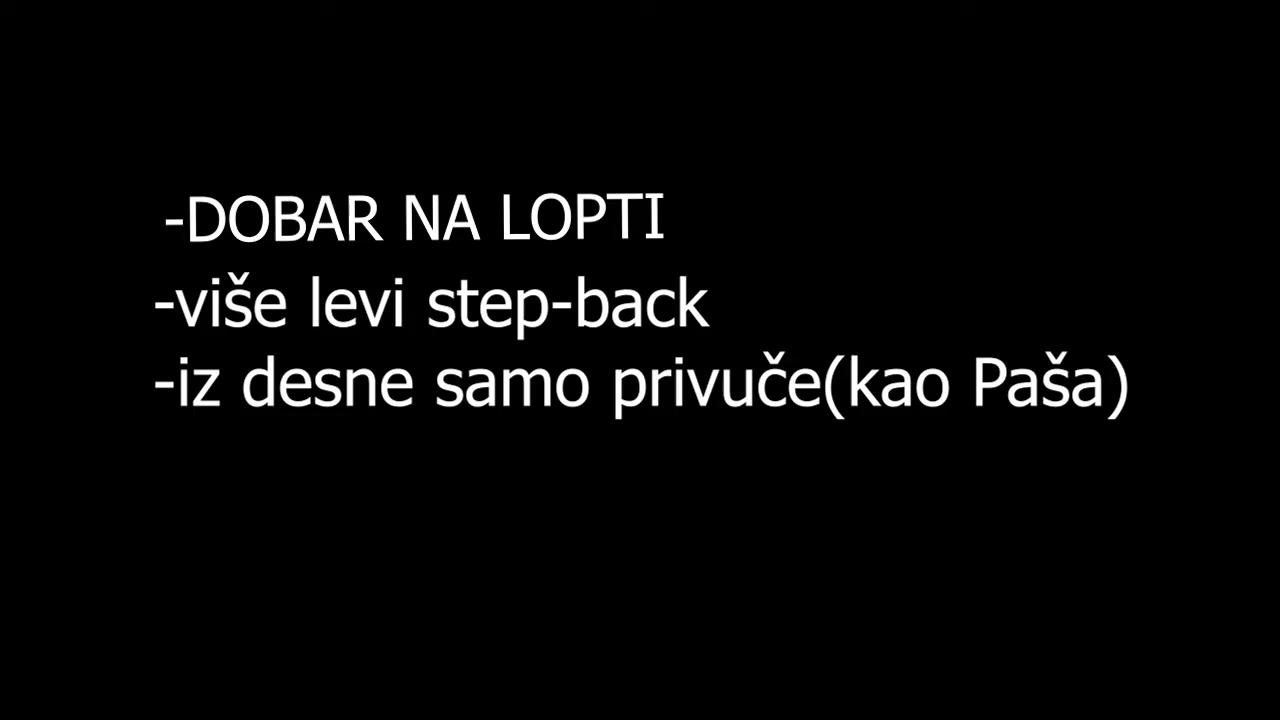 -DOBAR NA LOPTI
-više levi step-back
-iz desne samo privuče(kao Paša)